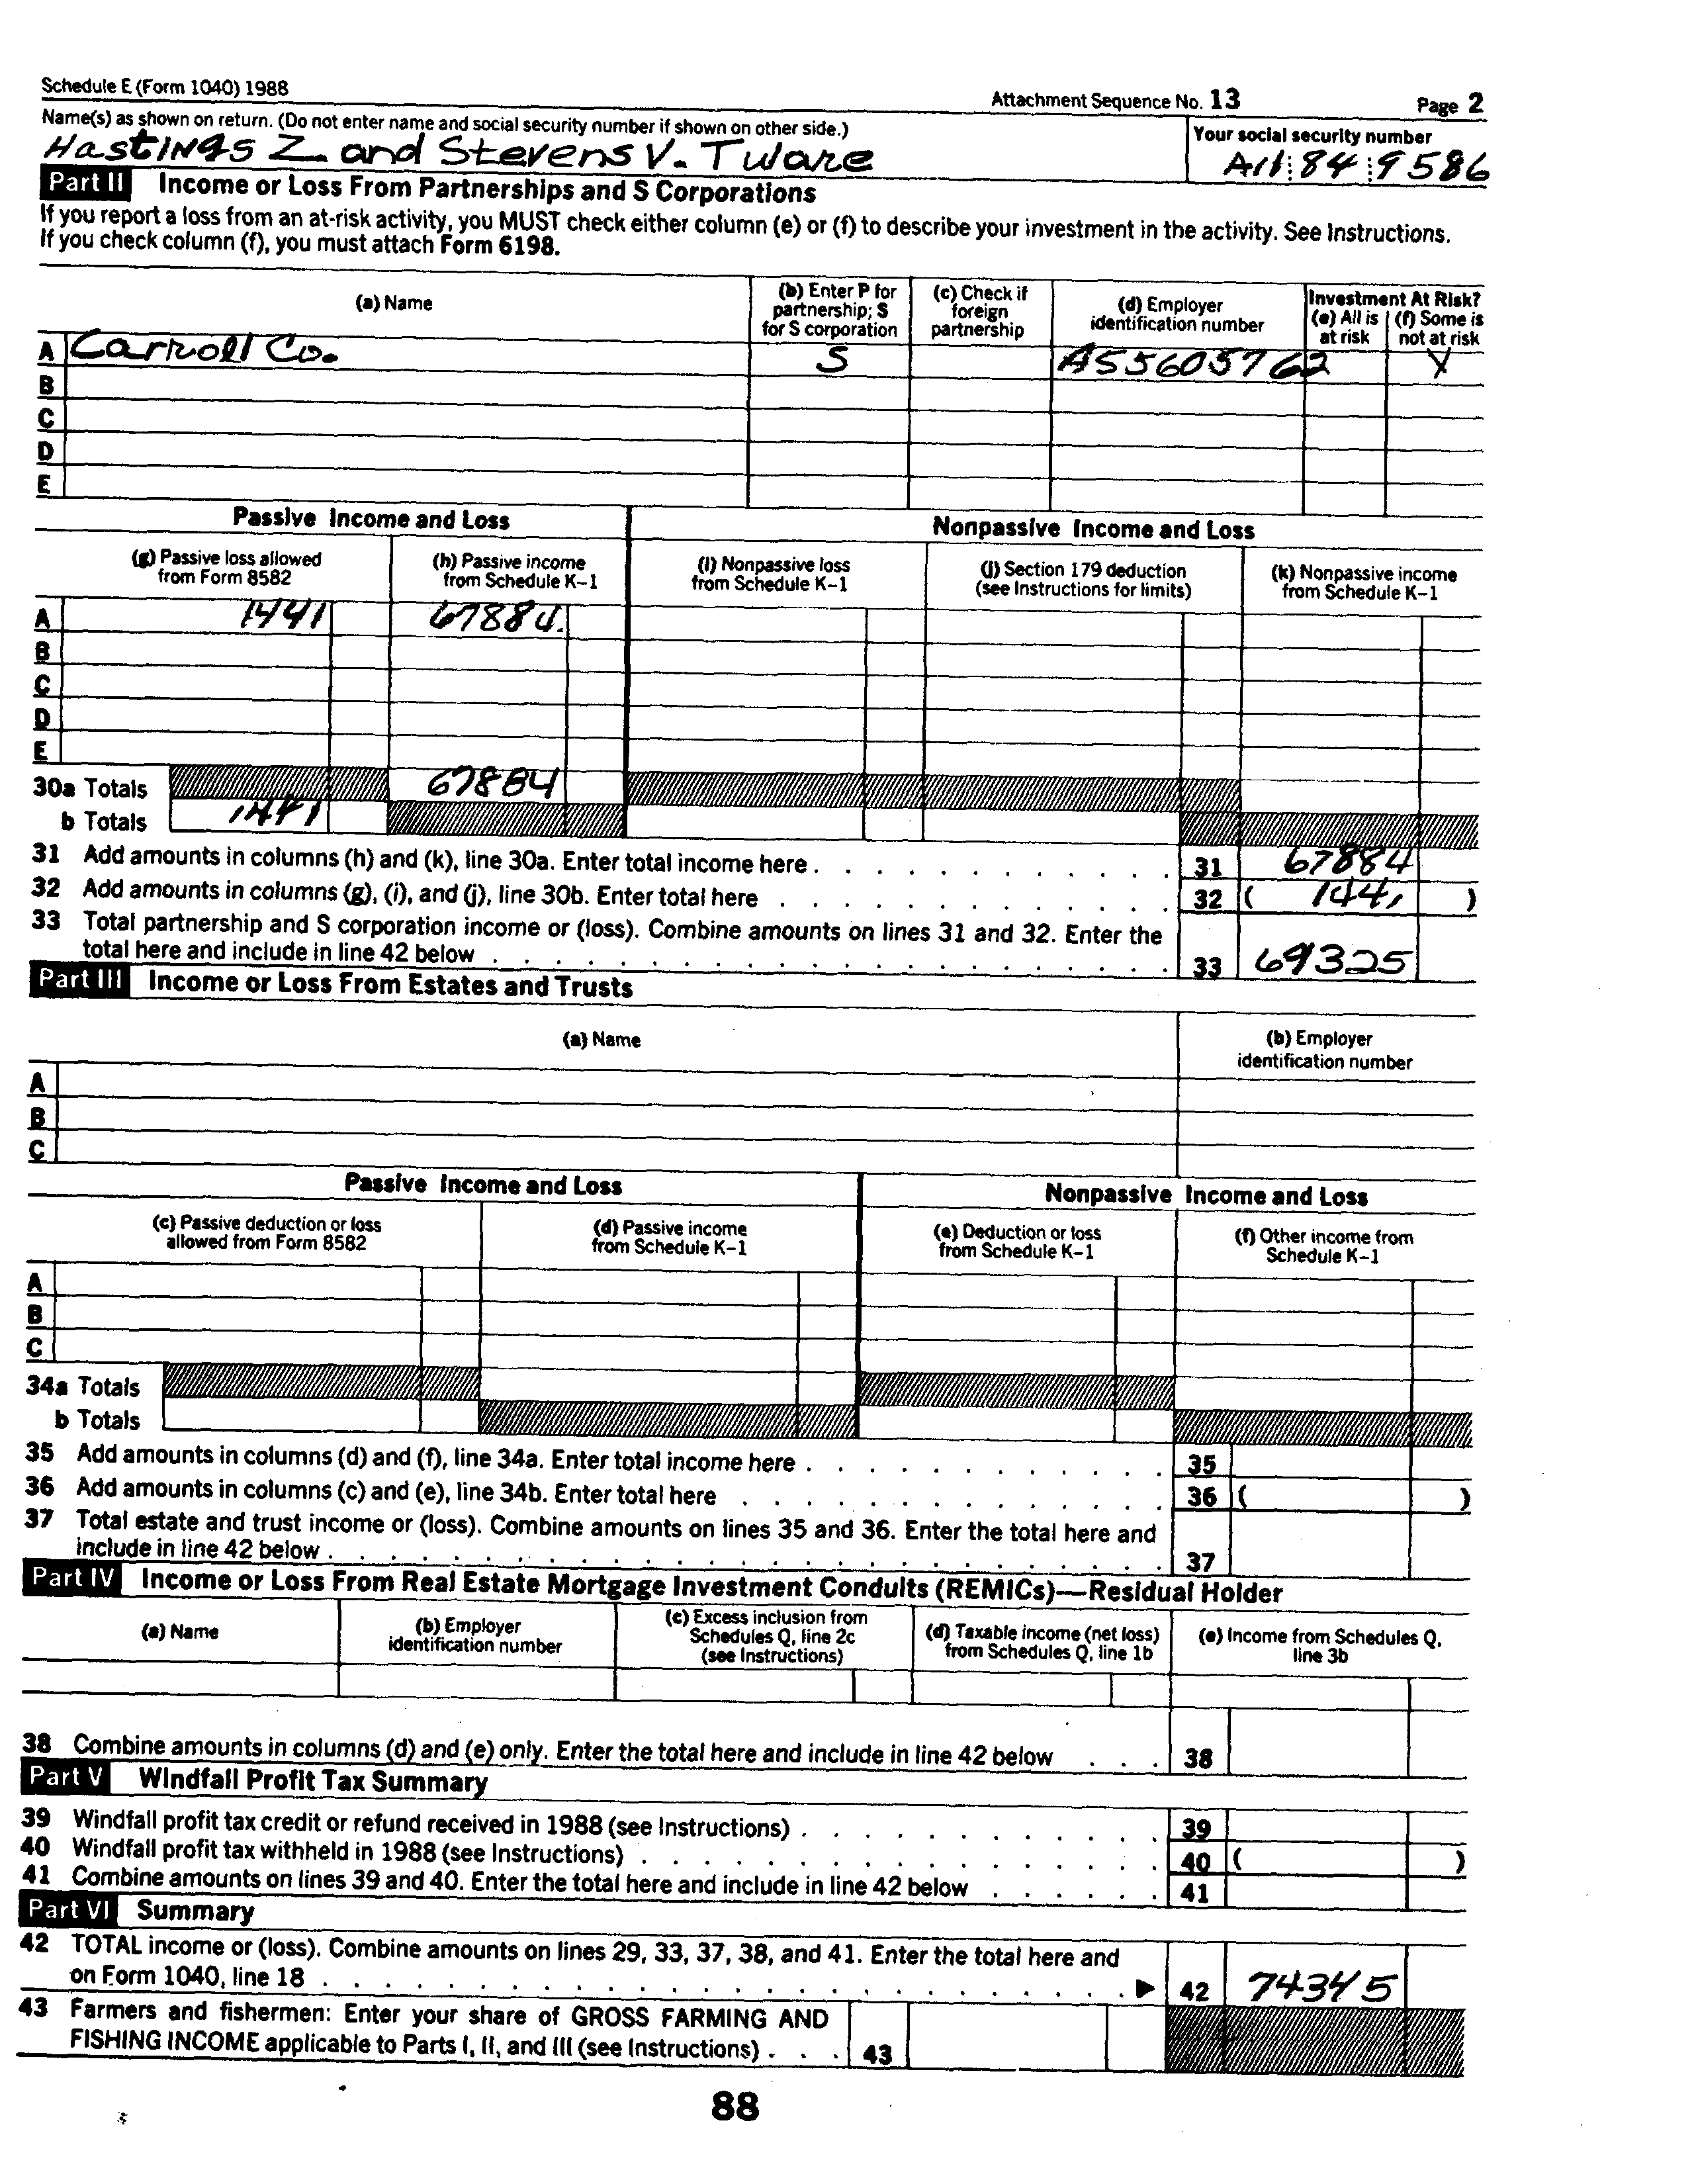 Schedule E (Form 1040) 1988
Attachment Sequence No. 13
Page 2
Name(s) as shown on return. (Do not enter name and social security number if shown on other side.)
Your social security number
Hastings Z. and Stevens V. Tware
84 9586
Part II Income or Loss From Partnerships and S Corporations
If you report a loss from an at-risk activity, you MUST check either column (e) or (f) to describe your investment in the activity. See Instructions.
If you check column (f), you must attach Form 6198.
(a) Name
(b) Enter P for partnership; S for S corporation
(c) Check if foreign partnership
(d) Employer identification number
Investment At Risk?
(e) All is at risk
(f) Some is not at risk
A Carroll Co. S AS5605762 X
B
C
D
E
Passive Income and Loss
Nonpassive Income and Loss
(g) Passive loss allowed from Form 8582
(h) Passive income from Schedule K–1
(i) Nonpassive loss from Schedule K–1
(j) Section 179 deduction (see Instructions for limits)
(k) Nonpassive income from Schedule K–1
A 1441 67884.
B
C
D
E
30a Totals 67884
b Totals 1441
31 Add amounts in columns (h) and (k), line 30a. Enter total income here . 31 67884
32 Add amounts in columns (g), (i), and (j), line 30b. Enter total here . 32 ( 1441 )
33 Total partnership and S corporation income or (loss). Combine amounts on lines 31 and 32. Enter the
total here and include in line 42 below . 33 69325
Part III Income or Loss From Estates and Trusts
(a) Name
(b) Employer identification number
A
B
C
Passive Income and Loss
Nonpassive Income and Loss
(c) Passive deduction or loss allowed from Form 8582
(d) Passive income from Schedule K–1
(e) Deduction or loss from Schedule K–1
(f) Other income from Schedule K–1
A
B
C
34a Totals
b Totals
35 Add amounts in columns (d) and (f), line 34a. Enter total income here . 35
36 Add amounts in columns (c) and (e), line 34b. Enter total here . 36 ( )
37 Total estate and trust income or (loss). Combine amounts on lines 35 and 36. Enter the total here and
include in line 42 below . 37
Part IV Income or Loss From Real Estate Mortgage Investment Conduits (REMICs)—Residual Holder
(a) Name
(b) Employer identification number
(c) Excess inclusion from Schedules Q, line 2c (see Instructions)
(d) Taxable income (net loss) from Schedules Q, line 1b
(e) Income from Schedules Q, line 3b
38 Combine amounts in columns (d) and (e) only. Enter the total here and include in line 42 below . 38
Part V Windfall Profit Tax Summary
39 Windfall profit tax credit or refund received in 1988 (see Instructions) . 39
40 Windfall profit tax withheld in 1988 (see Instructions) . 40 ( )
41 Combine amounts on lines 39 and 40. Enter the total here and include in line 42 below . 41
Part VI Summary
42 TOTAL income or (loss). Combine amounts on lines 29, 33, 37, 38, and 41. Enter the total here and
on Form 1040, line 18 . ▶ 42 74345
43 Farmers and fishermen: Enter your share of GROSS FARMING AND
FISHING INCOME applicable to Parts I, II, and III (see Instructions) . 43
88